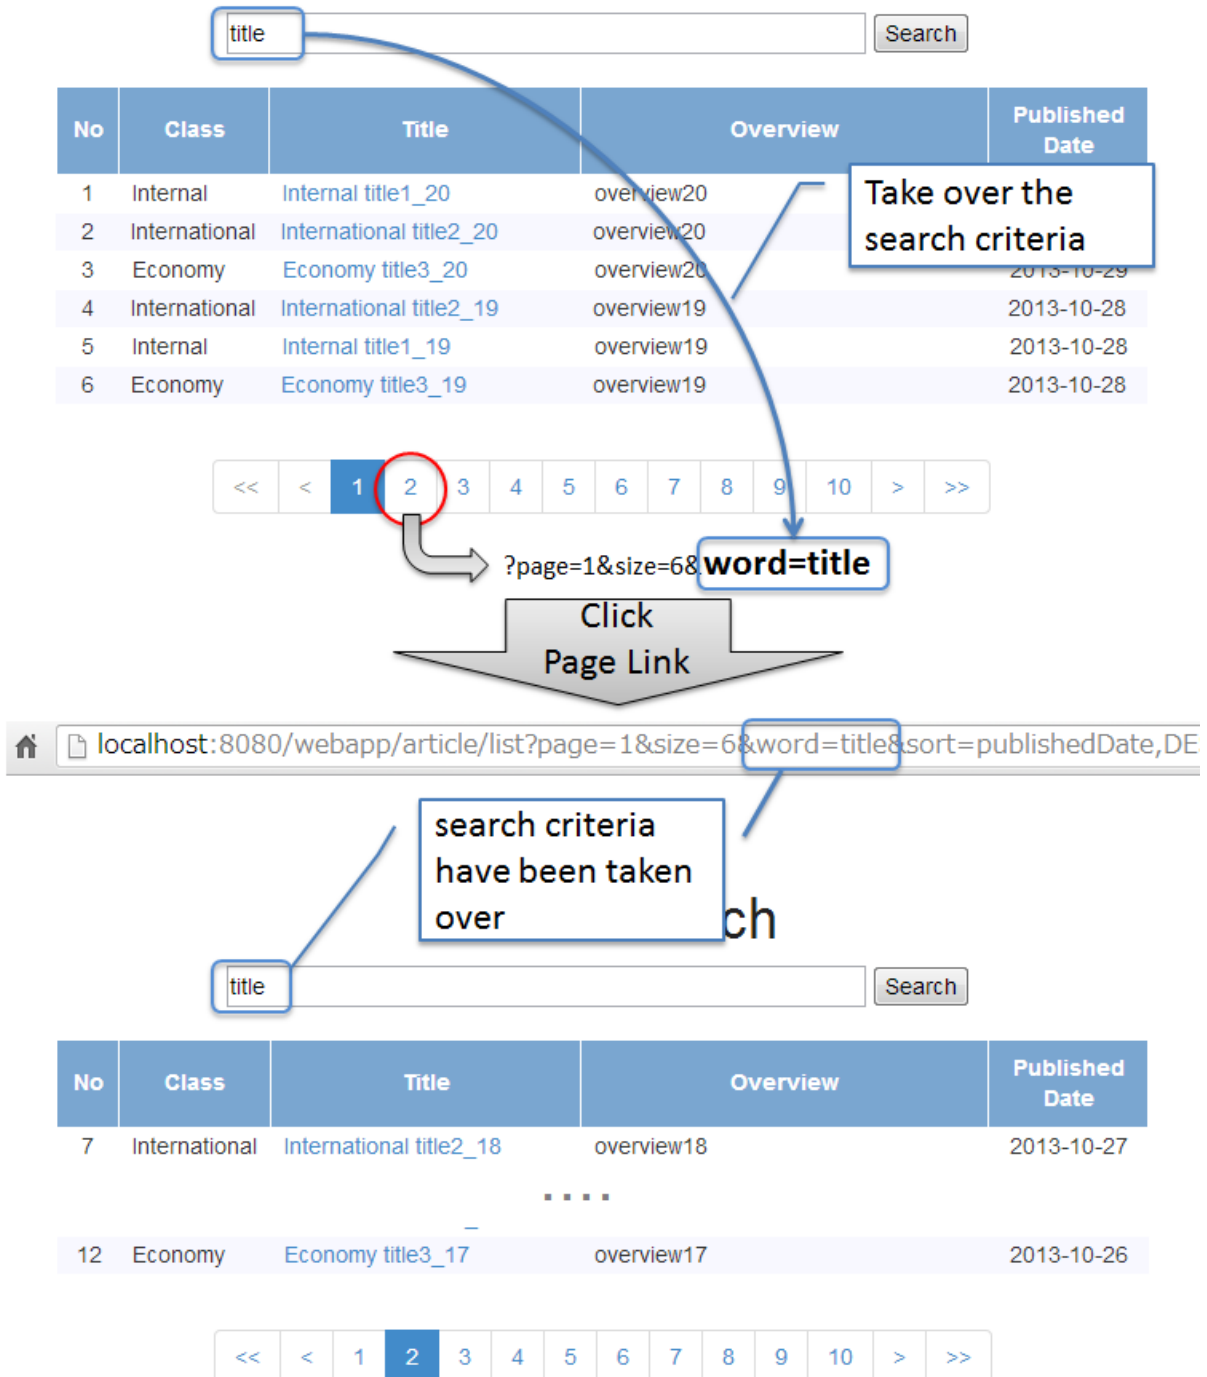 title Search
No Class Title Overview Published Date
1 Internal Internal title1_20 overview20
2 International International title2_20 overview20
3 Economy Economy title3_20 overview20 2013-10-29
4 International International title2_19 overview19 2013-10-28
5 Internal Internal title1_19 overview19 2013-10-28
6 Economy Economy title3_19 overview19 2013-10-28
Take over the
search criteria
<< < 1 2 3 4 5 6 7 8 9 10 > >>
?page=1&size=6&word=title
Click
Page Link
localhost:8080/webapp/article/list?page=1&size=6&word=title&sort=publishedDate,DE
search criteria
have been taken
over
ch
title Search
No Class Title Overview Published Date
7 International International title2_18 overview18 2013-10-27
....
12 Economy Economy title3_17 overview17 2013-10-26
<< < 1 2 3 4 5 6 7 8 9 10 > >>